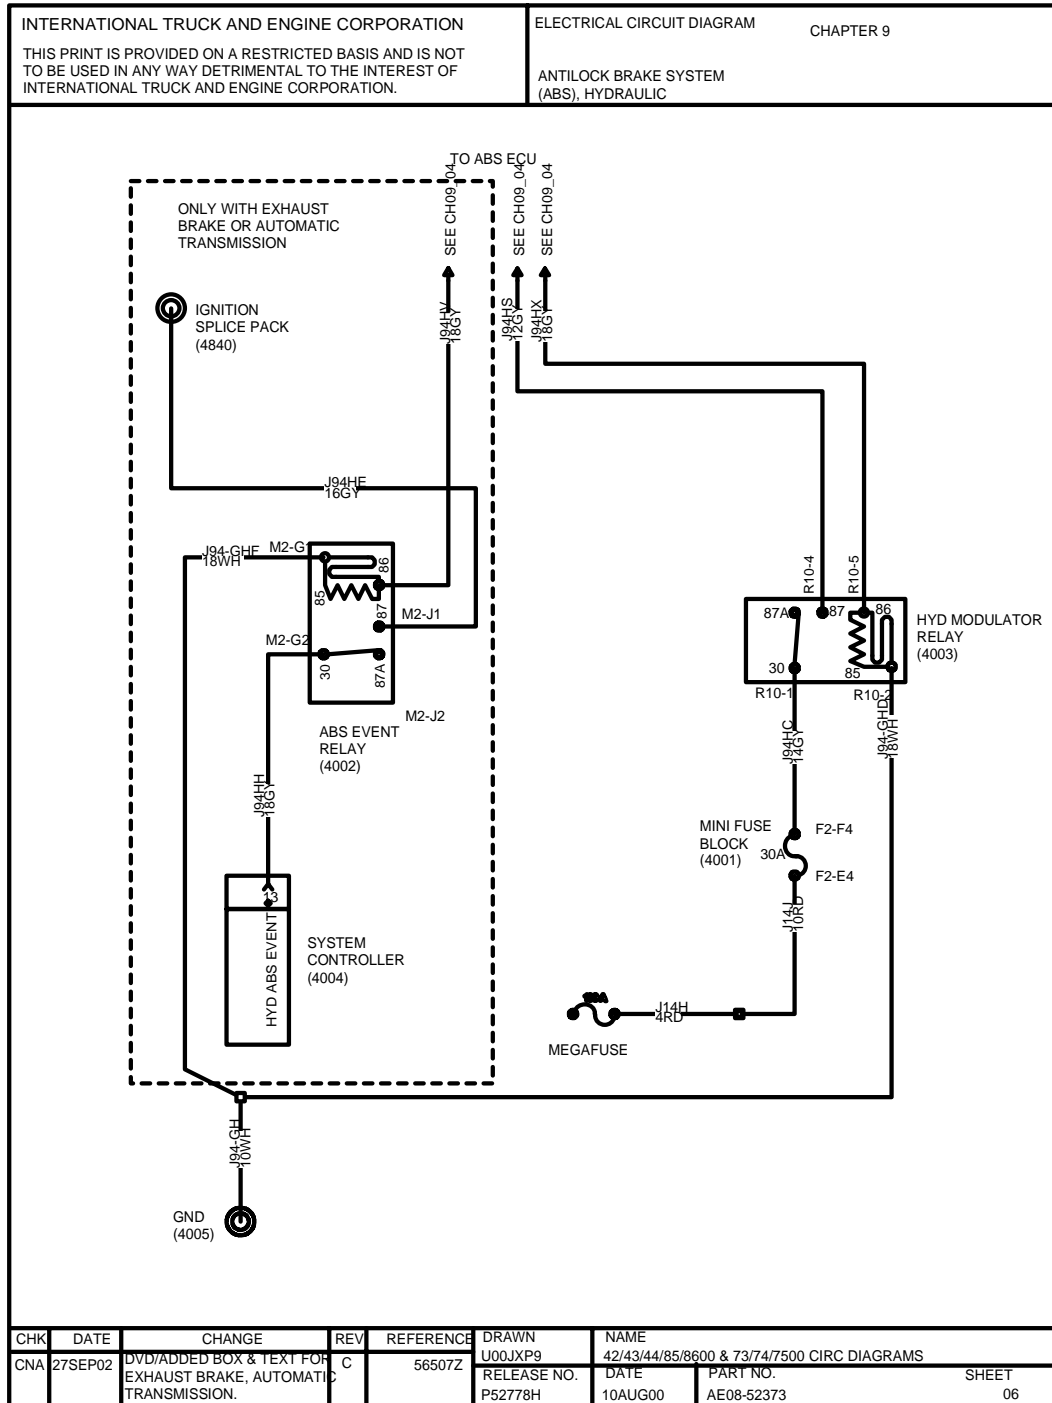 INTERNATIONAL TRUCK AND ENGINE CORPORATION
THIS PRINT IS PROVIDED ON A RESTRICTED BASIS AND IS NOT
TO BE USED IN ANY WAY DETRIMENTAL TO THE INTEREST OF
INTERNATIONAL TRUCK AND ENGINE CORPORATION.
ELECTRICAL CIRCUIT DIAGRAM
CHAPTER 9
ANTILOCK BRAKE SYSTEM
(ABS), HYDRAULIC
TO ABS ECU
SEE CH09_04
SEE CH09_04
SEE CH09_04
ONLY WITH EXHAUST
BRAKE OR AUTOMATIC
TRANSMISSION
IGNITION
SPLICE PACK
(4840)
J94HV
18GY
J94HS
12GY
J94HX
18GY
J94HE
16GY
J94-GHF
18WH
M2-G1
86
85
87
M2-J1
M2-G2
30
87A
M2-J2
ABS EVENT
RELAY
(4002)
R10-4
R10-5
87A
87
86
30
85
HYD MODULATOR
RELAY
(4003)
R10-1
R10-2
J94HC
14GY
J94-GHD
18WH
J94HH
18GY
MINI FUSE
BLOCK
(4001)
30A
F2-F4
F2-E4
J14J
10RD
13
HYD ABS EVENT
SYSTEM
CONTROLLER
(4004)
J14H
4RD
MEGAFUSE
J94-GH
10WH
GND
(4005)
CHK DATE CHANGE REV REFERENCE
CNA 27SEP02 DVD/ADDED BOX & TEXT FOR C 56507Z
EXHAUST BRAKE, AUTOMATIC
TRANSMISSION.
DRAWN
U00JXP9
NAME
42/43/44/85/8600 & 73/74/7500 CIRC DIAGRAMS
RELEASE NO.
P52778H
DATE
10AUG00
PART NO.
AE08-52373
SHEET
06